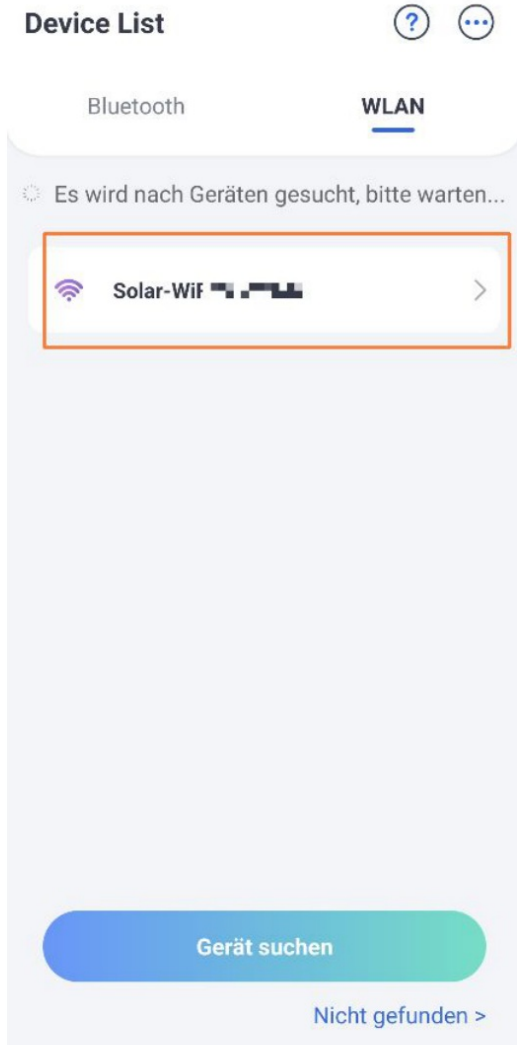 Device List
?
Bluetooth WLAN
Es wird nach Geräten gesucht, bitte warten...
Solar-WiF
Gerät suchen
Nicht gefunden >